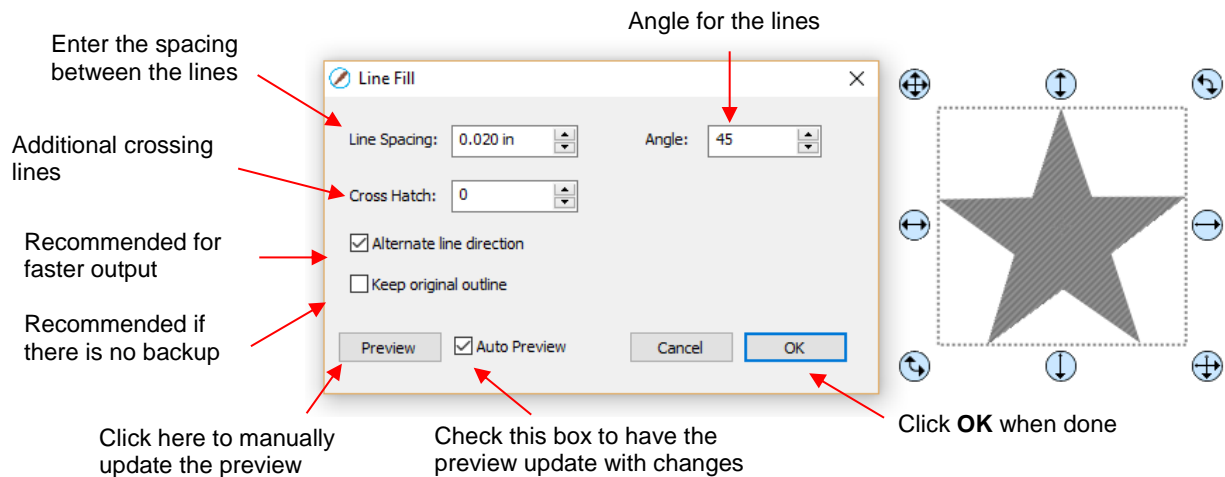 Angle for the lines
Enter the spacing
between the lines
Line Fill
Line Spacing: 0.020 in Angle: 45
Additional crossing
lines
Cross Hatch: 0
Alternate line direction
Recommended for
faster output
Keep original outline
Recommended if
there is no backup
Preview Auto Preview Cancel OK
Click here to manually
update the preview
Check this box to have the
preview update with changes
Click OK when done